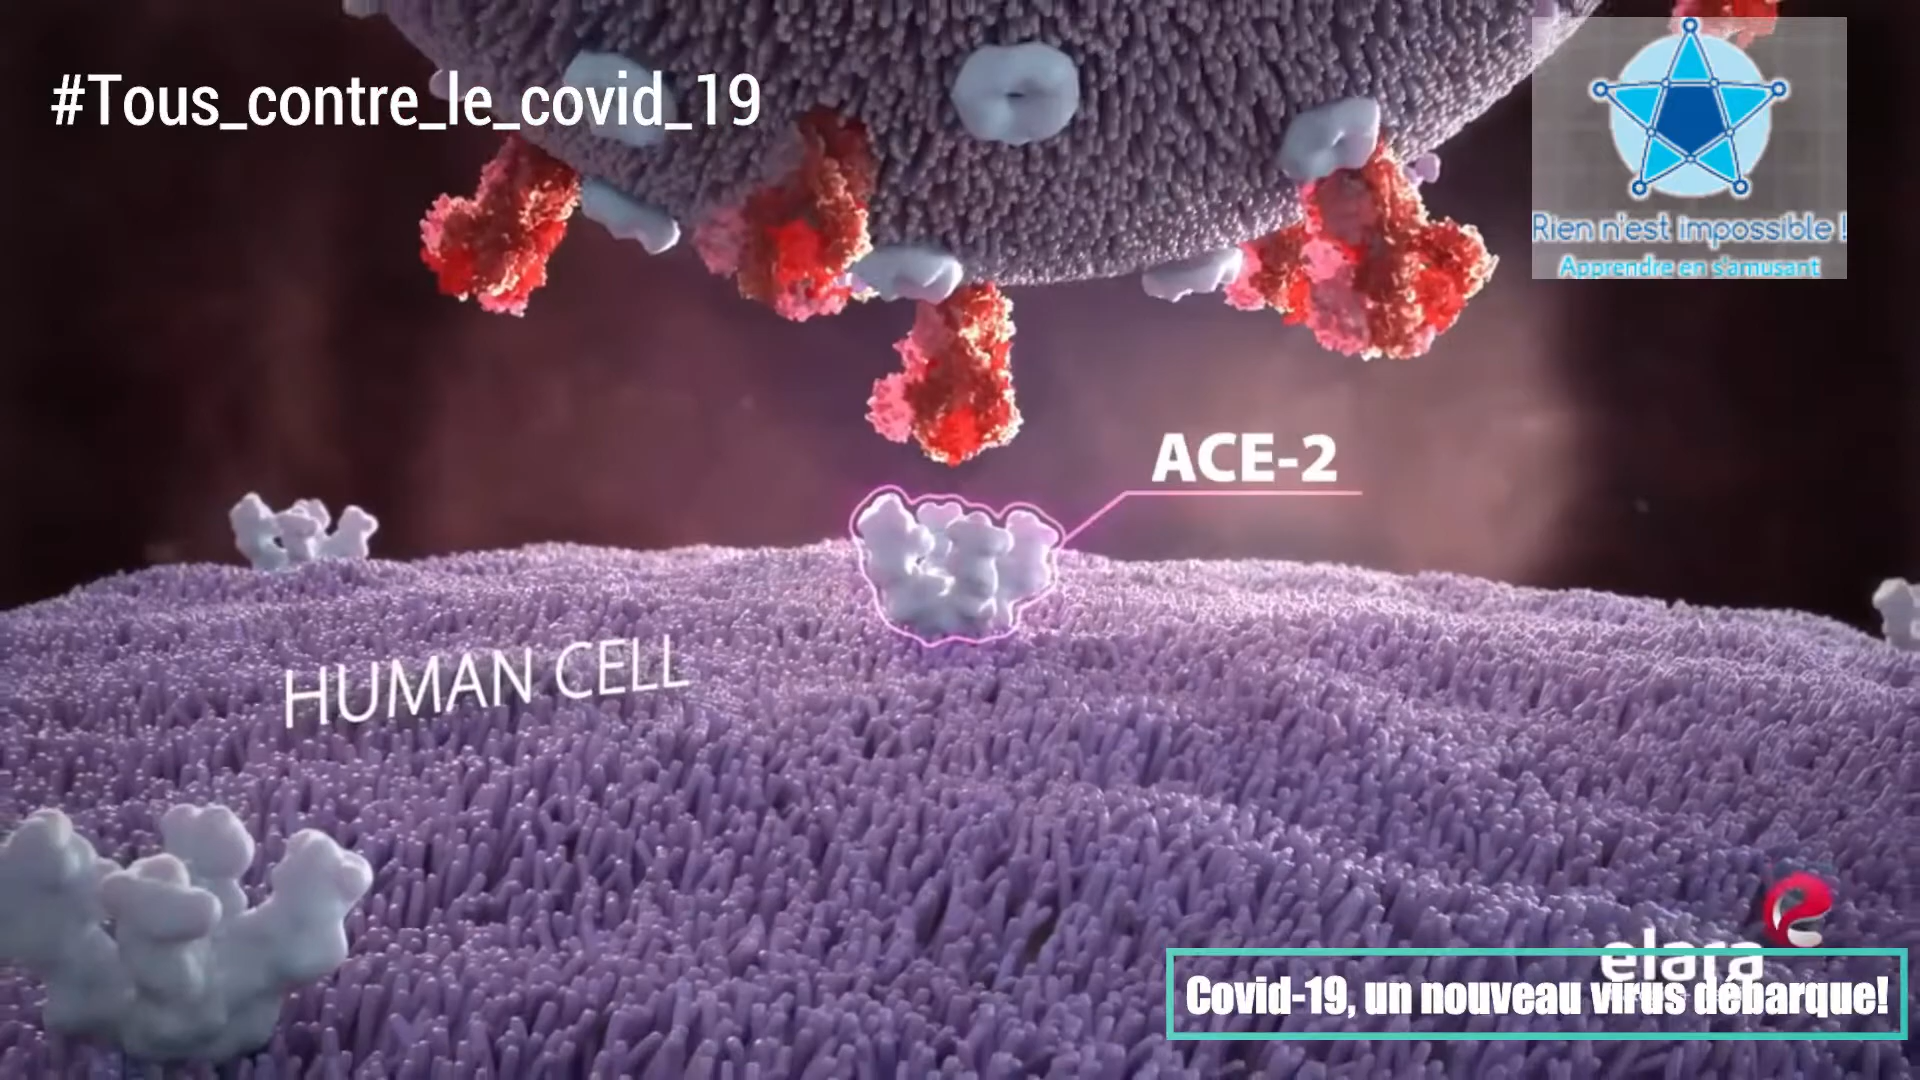 #Tous_contre_le_covid_19
Rien n'est impossible !
Apprendre en s'amusant
ACE-2
HUMAN CELL
elara
Covid-19, un nouveau virus débarque!